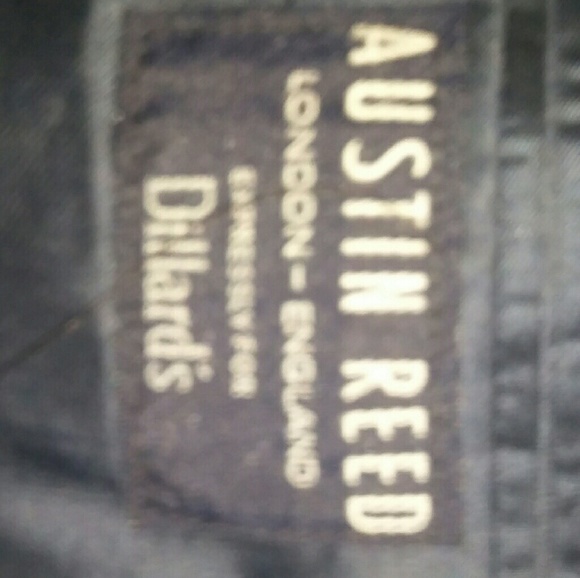 AUSTIN REED
LONDON - ENGLAND
EXPRESSLY FOR
Dillard's